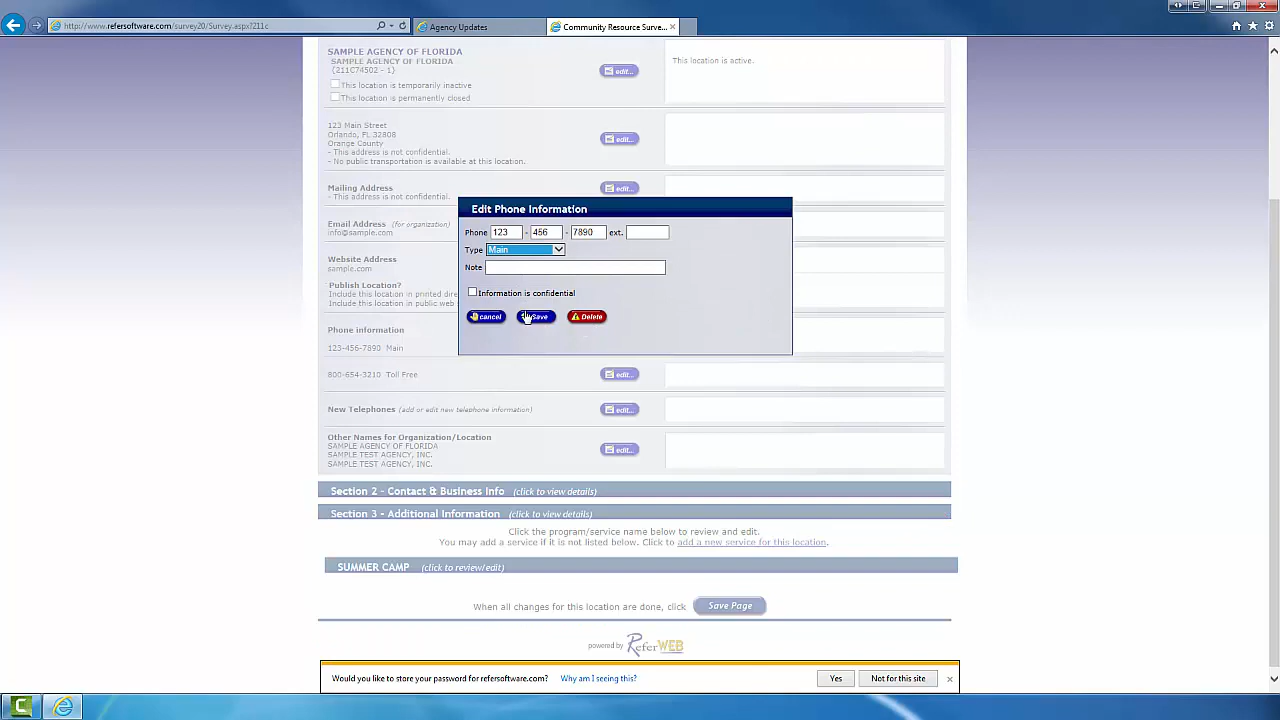 http://www.refersoftware.com/survey20/Survey.aspx?211c
Agency Updates
Community Resource Surve...
SAMPLE AGENCY OF FLORIDA
SAMPLE AGENCY OF FLORIDA
(211C74502 - 1)
edit...
This location is active.
This location is temporarily inactive
This location is permanently closed
123 Main Street
Orlando, FL 32808
Orange County
- This address is not confidential.
- No public transportation is available at this location.
edit...
Mailing Address
- This address is not confidential.
edit...
Edit Phone Information
Phone 123 - 456 - 7890 ext.
Type Main
Note
Information is confidential
cancel Save Delete
Email Address (for organization)
info@sample.com
Website Address
sample.com
Publish Location?
Include this location in printed direc
Include this location in public web s
Phone information
123-456-7890 Main
800-654-3210 Toll Free
edit...
New Telephones (add or edit new telephone information)
edit...
Other Names for Organization/Location
SAMPLE AGENCY OF FLORIDA
SAMPLE TEST AGENCY, INC.
SAMPLE TEST AGENCY, INC.
edit...
Section 2 - Contact & Business Info (click to view details)
Section 3 - Additional Information (click to view details)
Click the program/service name below to review and edit.
You may add a service if it is not listed below. Click to add a new service for this location.
SUMMER CAMP (click to review/edit)
When all changes for this location are done, click Save Page
powered by ReferWEB
Would you like to store your password for refersoftware.com? Why am I seeing this? Yes Not for this site